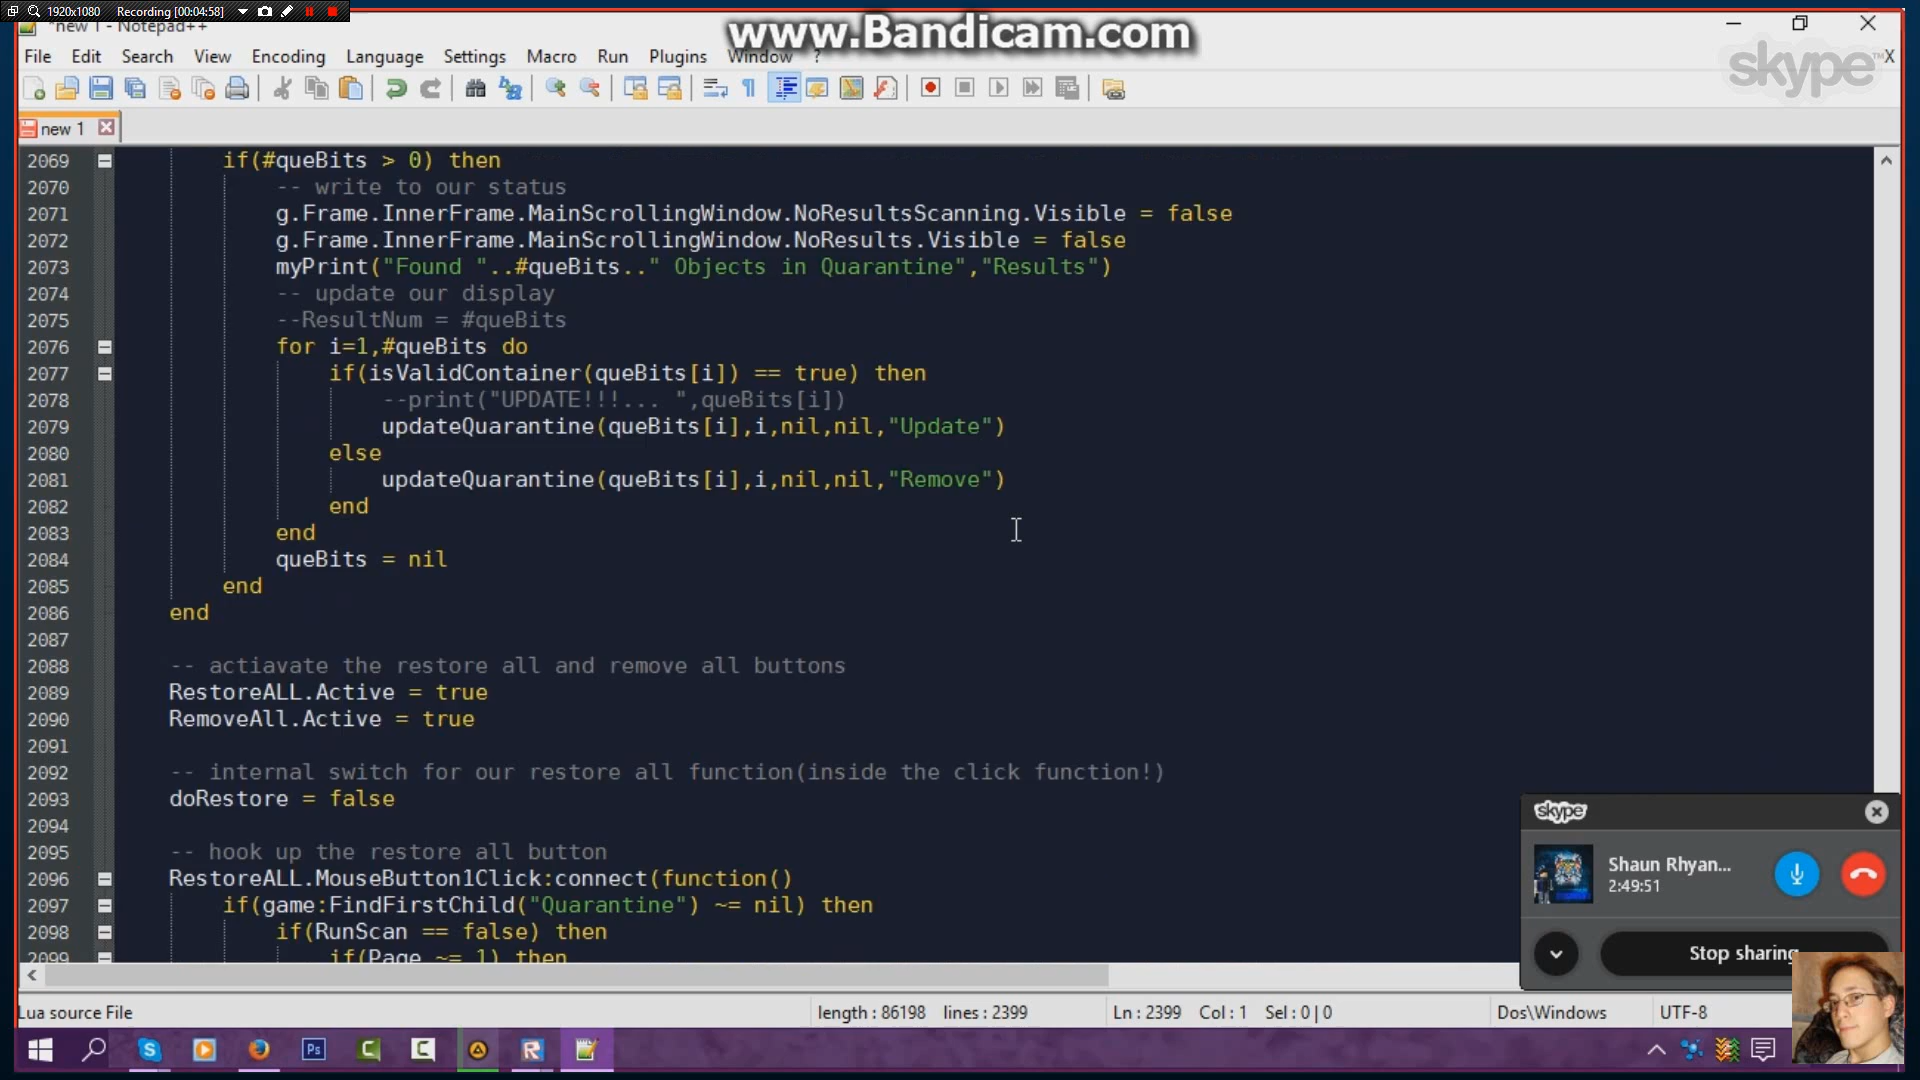 1920x1080 Recording [00:04:58]
www.Bandicam.com
*new 1 - Notepad++
File Edit Search View Encoding Language Settings Macro Run Plugins Window ? X
skype™
new 1
2069 if(#queBits > 0) then
2070 -- write to our status
2071 g.Frame.InnerFrame.MainScrollingWindow.NoResultsScanning.Visible = false
2072 g.Frame.InnerFrame.MainScrollingWindow.NoResults.Visible = false
2073 myPrint("Found "..#queBits.." Objects in Quarantine","Results")
2074 -- update our display
2075 --ResultNum = #queBits
2076 for i=1,#queBits do
2077 if(isValidContainer(queBits[i]) == true) then
2078 --print("UPDATE!!!... ",queBits[i])
2079 updateQuarantine(queBits[i],i,nil,nil,"Update")
2080 else
2081 updateQuarantine(queBits[i],i,nil,nil,"Remove")
2082 end
2083 end
2084 queBits = nil
2085 end
2086 end
2087
2088 -- actiavate the restore all and remove all buttons
2089 RestoreALL.Active = true
2090 RemoveAll.Active = true
2091
2092 -- internal switch for our restore all function(inside the click function!)
2093 doRestore = false
2094
2095 -- hook up the restore all button
2096 RestoreALL.MouseButton1Click:connect(function()
2097 if(game:FindFirstChild("Quarantine") ~= nil) then
2098 if(RunScan == false) then
2099 if(Page ~= 1) then
skype
Shaun Rhyan...
2:49:51
Stop sharing
Lua source File length : 86198 lines : 2399 Ln : 2399 Col : 1 Sel : 0 | 0 Dos\Windows UTF-8